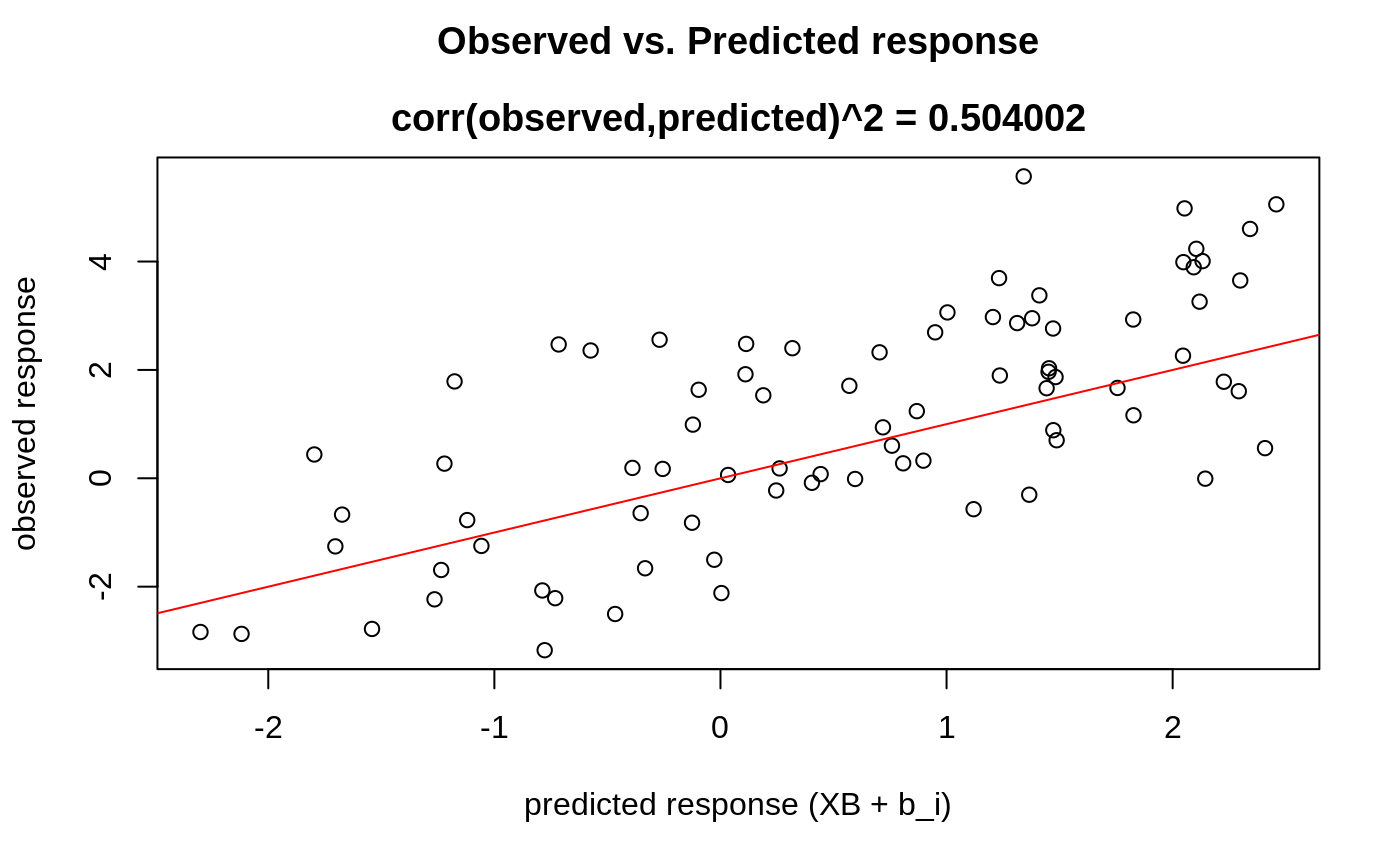 Observed vs. Predicted response
corr(observed,predicted)^2 = 0.504002
observed response
4
2
0
-2
-2 -1 0 1 2
predicted response (XB + b_i)